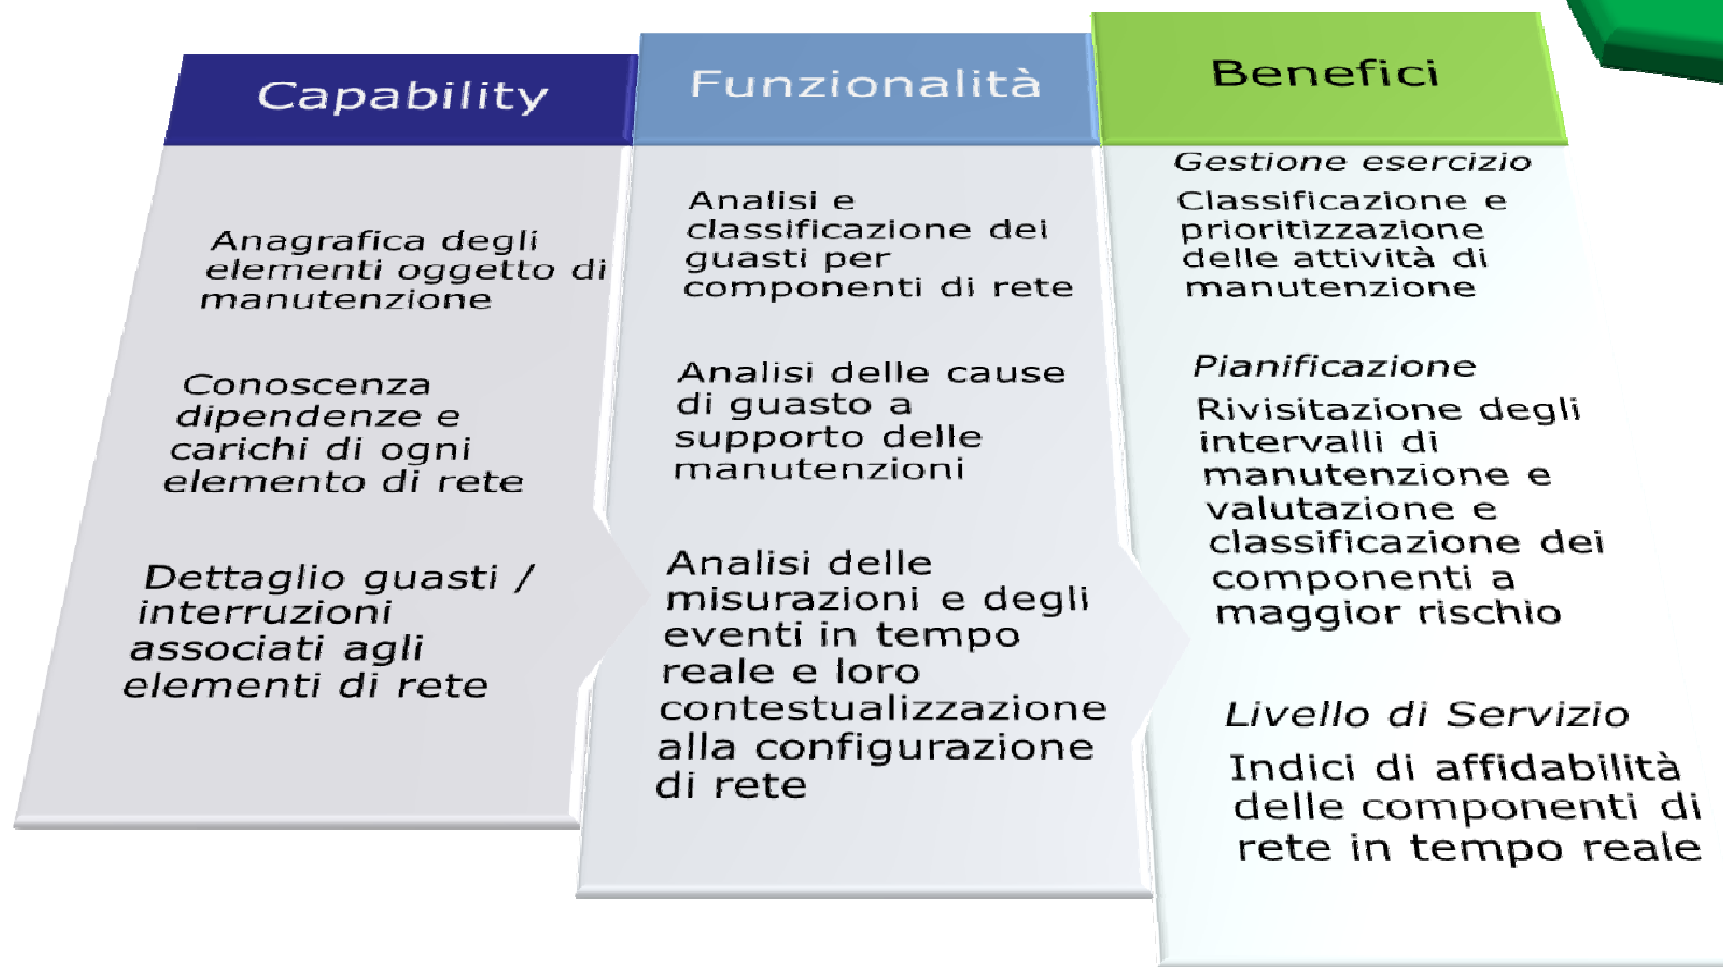 Capability
Anagrafica degli
elementi oggetto di
manutenzione
Conoscenza
dipendenze e
carichi di ogni
elemento di rete
Dettaglio guasti /
interruzioni
associati agli
elementi di rete
Funzionalità
Analisi e
classificazione dei
guasti per
componenti di rete
Analisi delle cause
di guasto a
supporto delle
manutenzioni
Analisi delle
misurazioni e degli
eventi in tempo
reale e loro
contestualizzazione
alla configurazione
di rete
Benefici
Gestione esercizio
Classificazione e
prioritizzazione
delle attività di
manutenzione
Pianificazione
Rivisitazione degli
intervalli di
manutenzione e
valutazione e
classificazione dei
componenti a
maggior rischio
Livello di Servizio
Indici di affidabilità
delle componenti di
rete in tempo reale